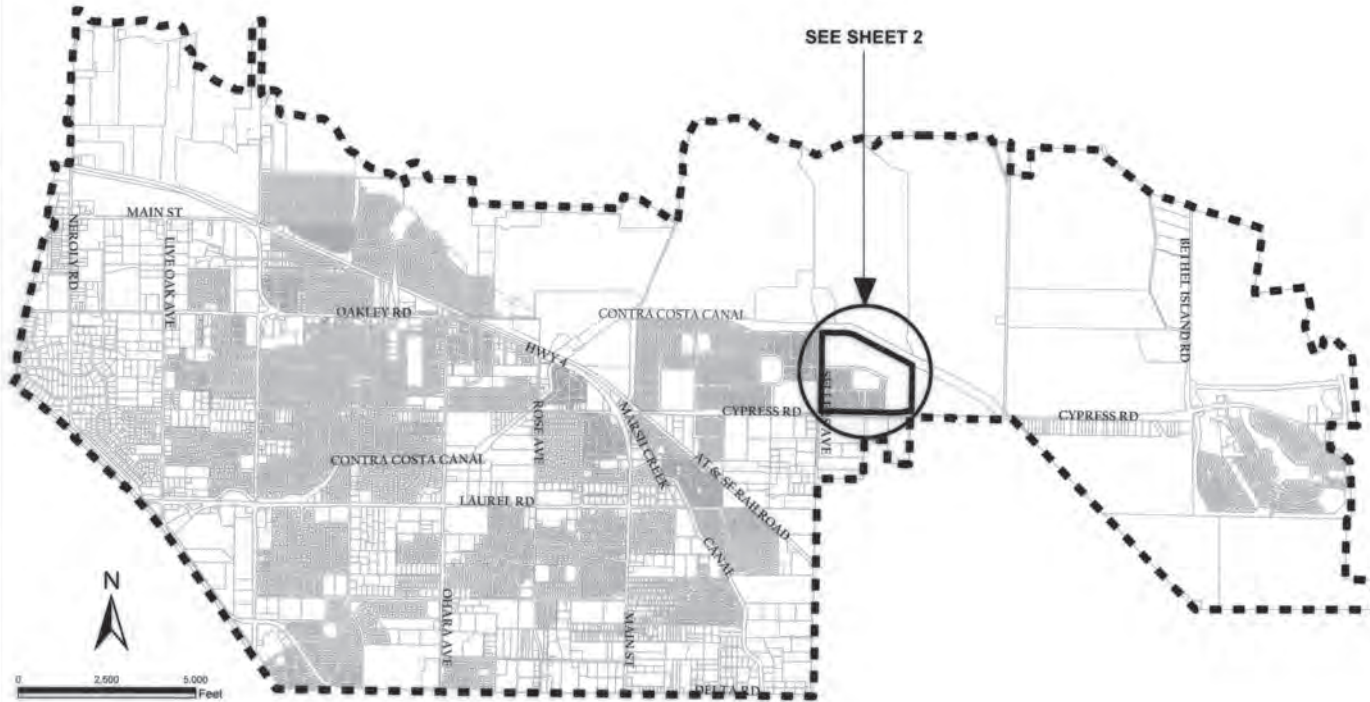 SEE SHEET 2
MAIN ST
NEROLY RD
LIVE OAK AVE
BETHEL ISLAND RD
OAKLEY RD
CONTRA COSTA CANAL
HWY 4
ROSE AVE
MARSH CREEK
CANAL
CYPRESS RD
AVE
CYPRESS RD
CONTRA COSTA CANAL
AT & SF RAILROAD
LAUREL RD
N
OHARA AVE
MAIN ST
DELTA RD
0 2,500 5,000
Feet